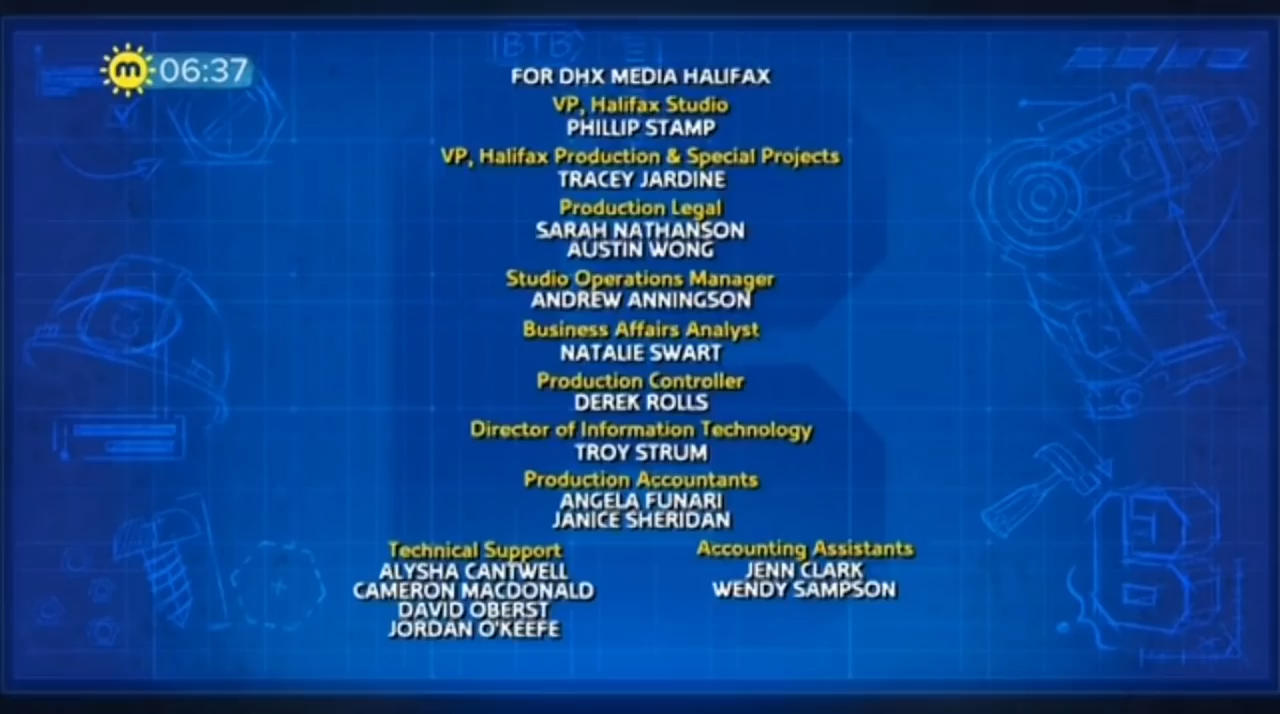 BTB
m 06:37
FOR DHX MEDIA HALIFAX
VP, Halifax Studio
PHILLIP STAMP
VP, Halifax Production & Special Projects
TRACEY JARDINE
Production Legal
SARAH NATHANSON
AUSTIN WONG
Studio Operations Manager
ANDREW ANNINGSON
Business Affairs Analyst
NATALIE SWART
Production Controller
DEREK ROLLS
Director of Information Technology
TROY STRUM
Production Accountants
ANGELA FUNARI
JANICE SHERIDAN
Technical Support
ALYSHA CANTWELL
CAMERON MACDONALD
DAVID OBERST
JORDAN O'KEEFE
Accounting Assistants
JENN CLARK
WENDY SAMPSON
B